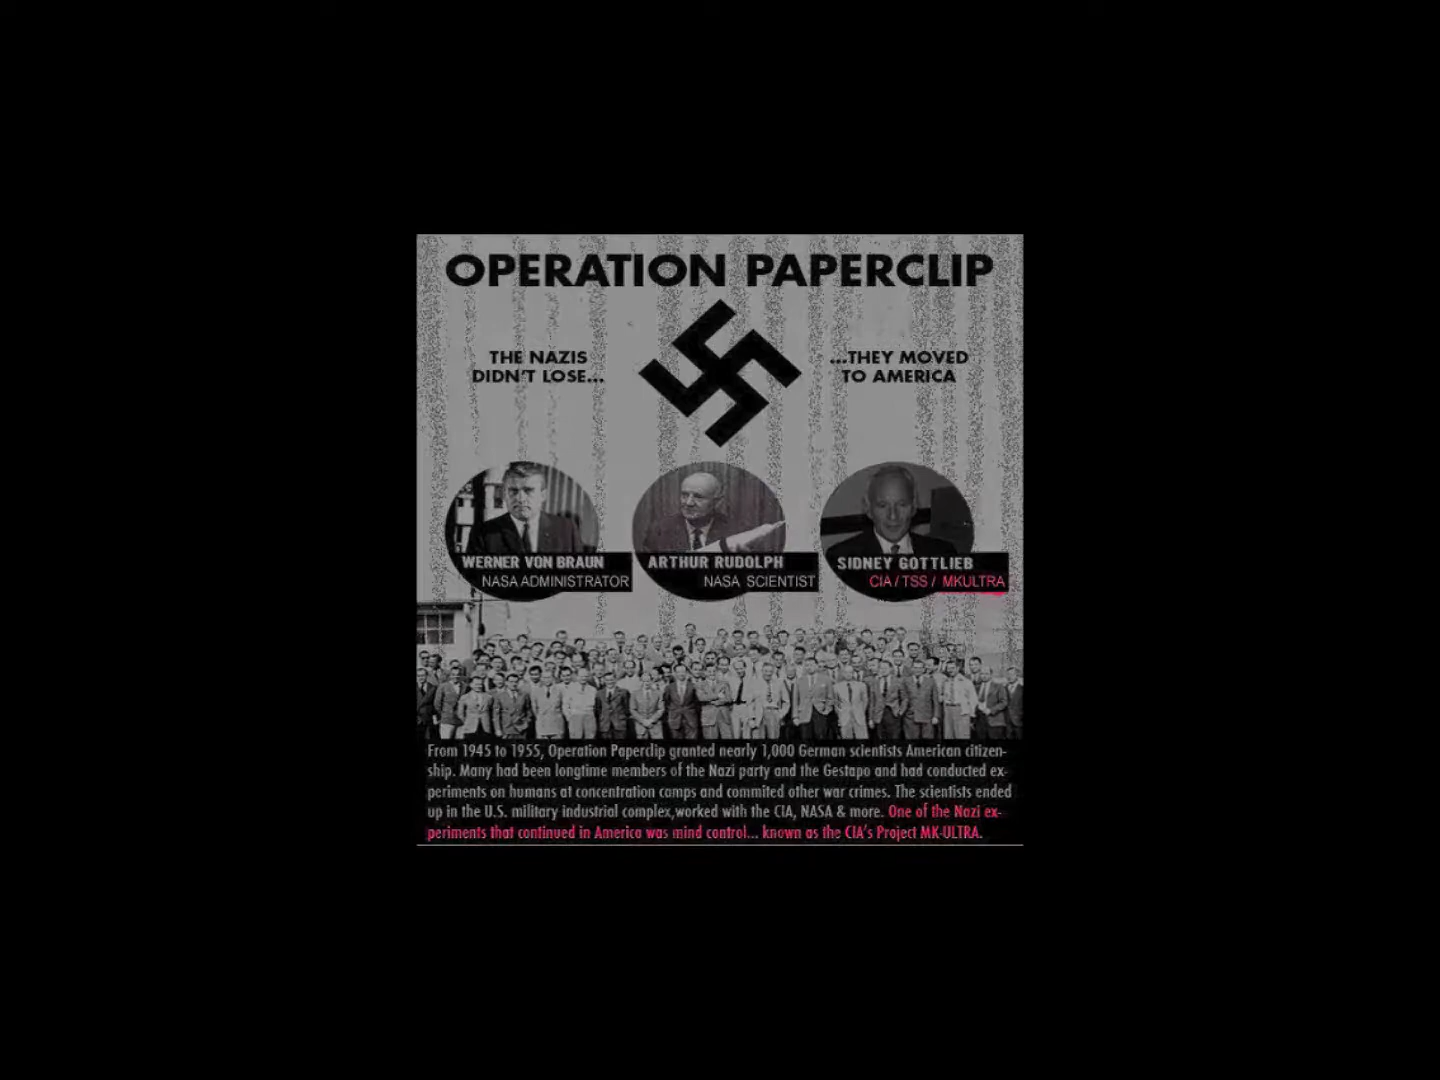 OPERATION PAPERCLIP
THE NAZIS
DIDN'T LOSE...
...THEY MOVED
TO AMERICA
WERNER VON BRAUN
NASA ADMINISTRATOR
ARTHUR RUDOLPH
NASA SCIENTIST
SIDNEY GOTTLIEB
CIA / TSS / MKULTRA
From 1945 to 1955, Operation Paperclip granted nearly 1,000 German scientists American citizen-
ship. Many had been longtime members of the Nazi party and the Gestapo and had conducted ex-
periments on humans at concentration camps and commited other war crimes. The scientists ended
up in the U.S. military industrial complex,worked with the CIA, NASA & more. One of the Nazi ex-
periments that continued in America was mind control... known as the CIA's Project MK-ULTRA.